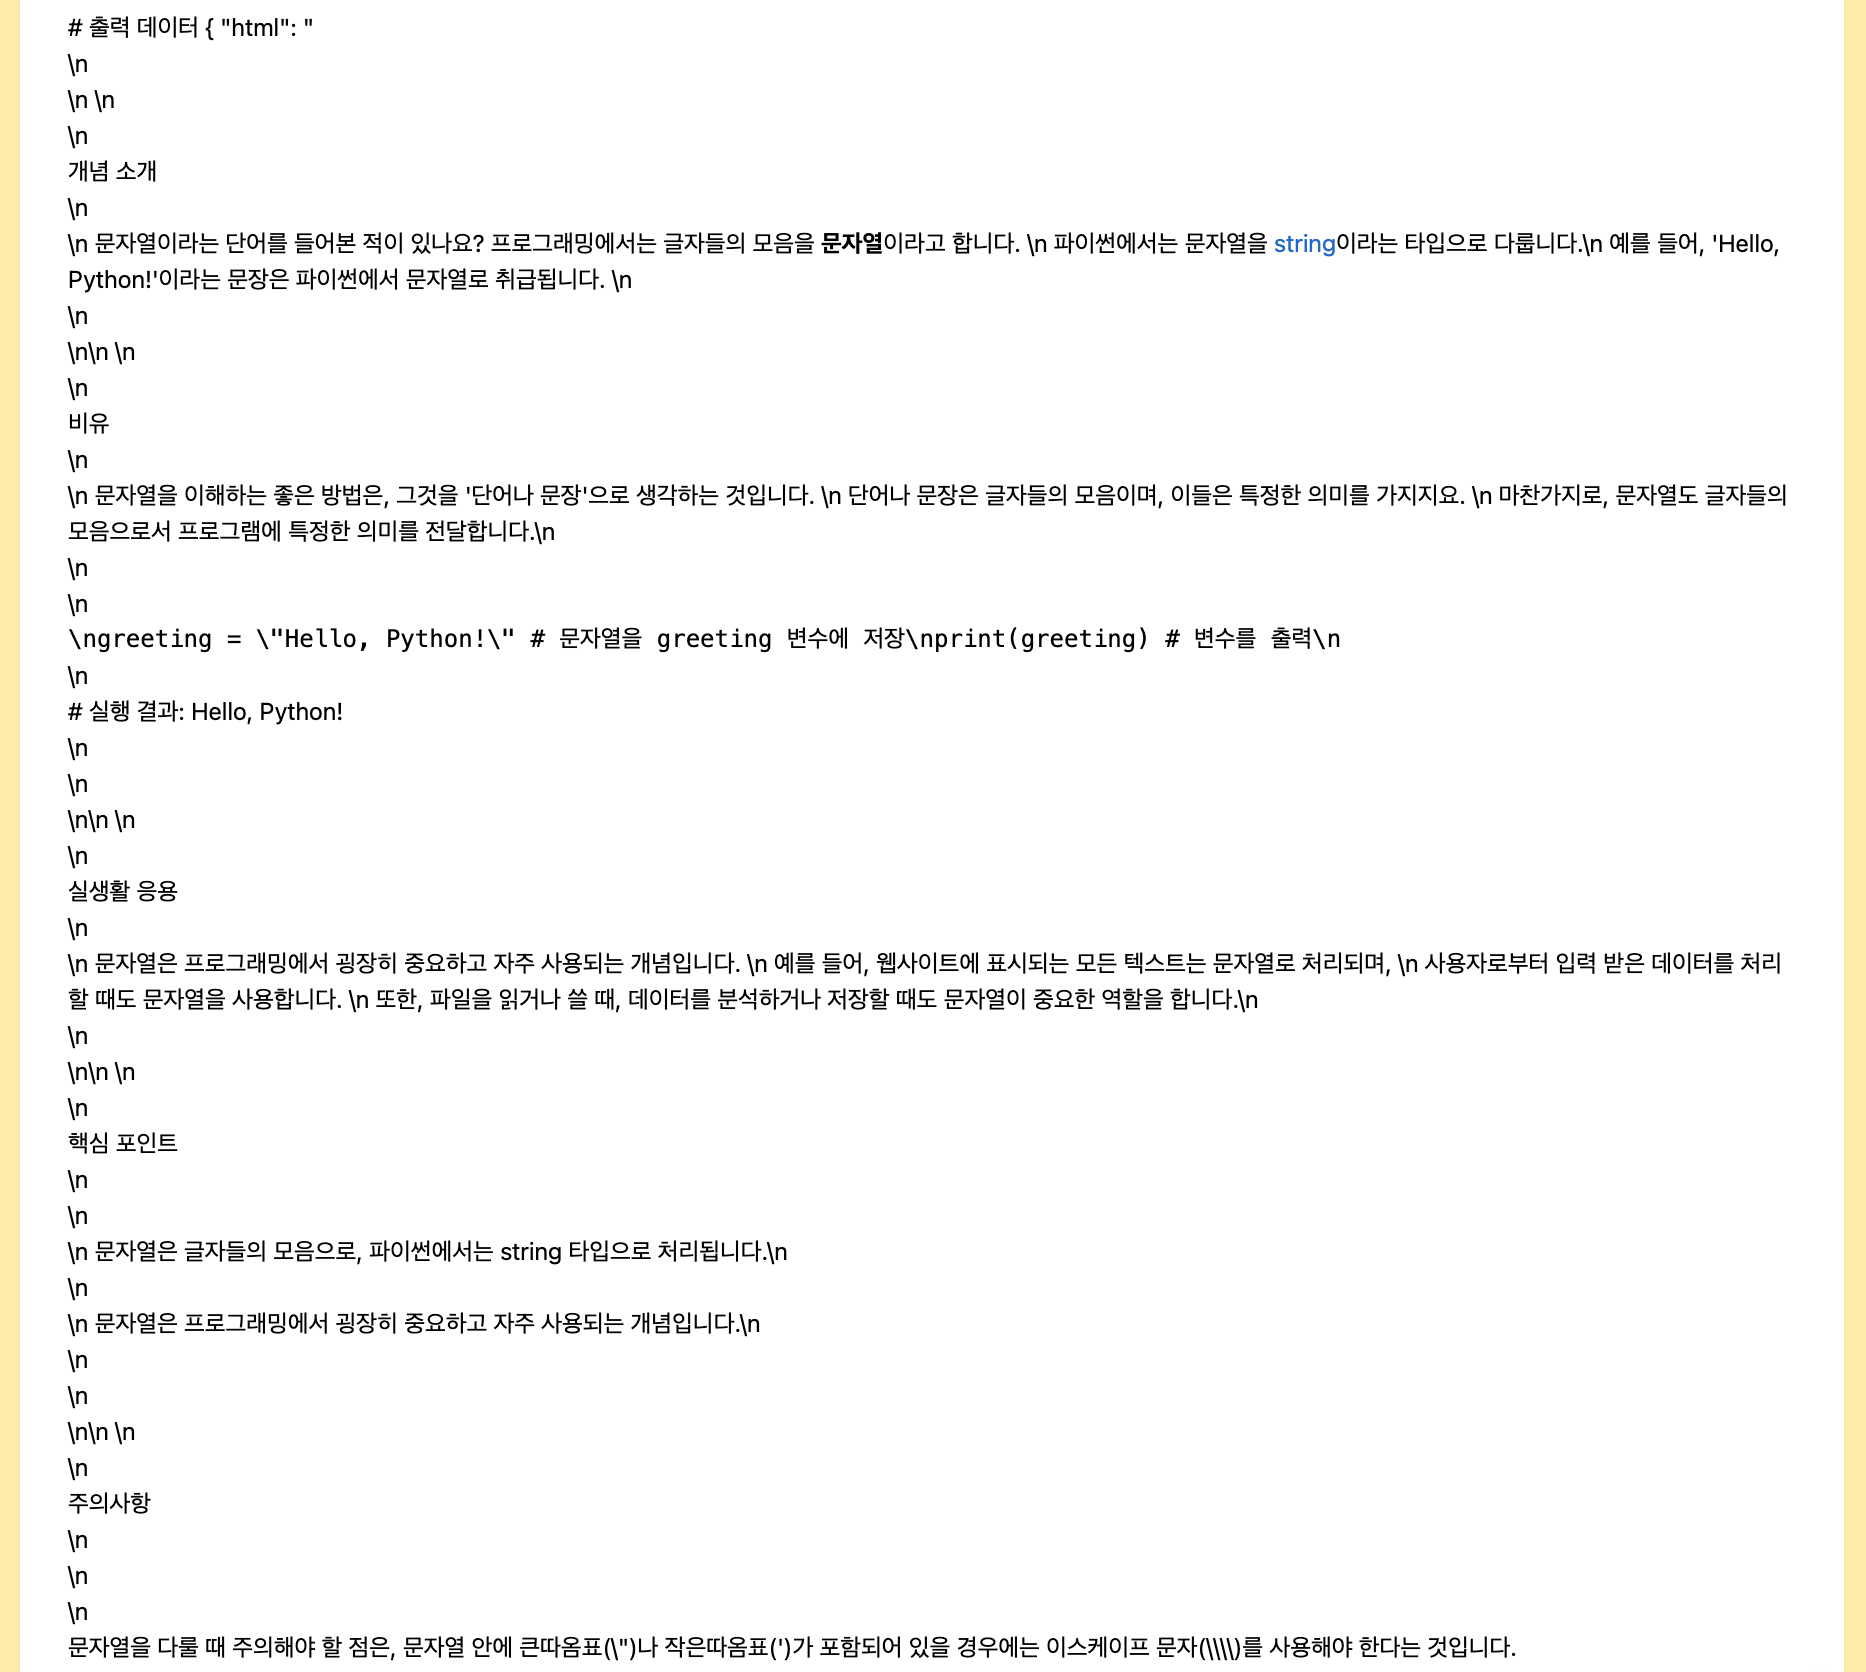 # 출력 데이터 { "html": "
\n
\n \n
\n
개념 소개
\n
\n 문자열이라는 단어를 들어본 적이 있나요? 프로그래밍에서는 글자들의 모음을 문자열이라고 합니다. \n 파이썬에서는 문자열을 string이라는 타입으로 다룹니다.\n 예를 들어, 'Hello,
Python!'이라는 문장은 파이썬에서 문자열로 취급됩니다. \n
\n
\n\n \n
\n
비유
\n
\n 문자열을 이해하는 좋은 방법은, 그것을 '단어나 문장'으로 생각하는 것입니다. \n 단어나 문장은 글자들의 모음이며, 이들은 특정한 의미를 가지지요. \n 마찬가지로, 문자열도 글자들의
모음으로서 프로그램에 특정한 의미를 전달합니다.\n
\n
\n
\ngreeting = \"Hello, Python!\" # 문자열을 greeting 변수에 저장\nprint(greeting) # 변수를 출력\n
\n
# 실행 결과: Hello, Python!
\n
\n
\n\n \n
\n
실생활 응용
\n
\n 문자열은 프로그래밍에서 굉장히 중요하고 자주 사용되는 개념입니다. \n 예를 들어, 웹사이트에 표시되는 모든 텍스트는 문자열로 처리되며, \n 사용자로부터 입력 받은 데이터를 처리
할 때도 문자열을 사용합니다. \n 또한, 파일을 읽거나 쓸 때, 데이터를 분석하거나 저장할 때도 문자열이 중요한 역할을 합니다.\n
\n
\n\n \n
\n
핵심 포인트
\n
\n
\n 문자열은 글자들의 모음으로, 파이썬에서는 string 타입으로 처리됩니다.\n
\n
\n 문자열은 프로그래밍에서 굉장히 중요하고 자주 사용되는 개념입니다.\n
\n
\n
\n\n \n
\n
주의사항
\n
\n
\n
문자열을 다룰 때 주의해야 할 점은, 문자열 안에 큰따옴표(\")나 작은따옴표(')가 포함되어 있을 경우에는 이스케이프 문자(\\\\)를 사용해야 한다는 것입니다.